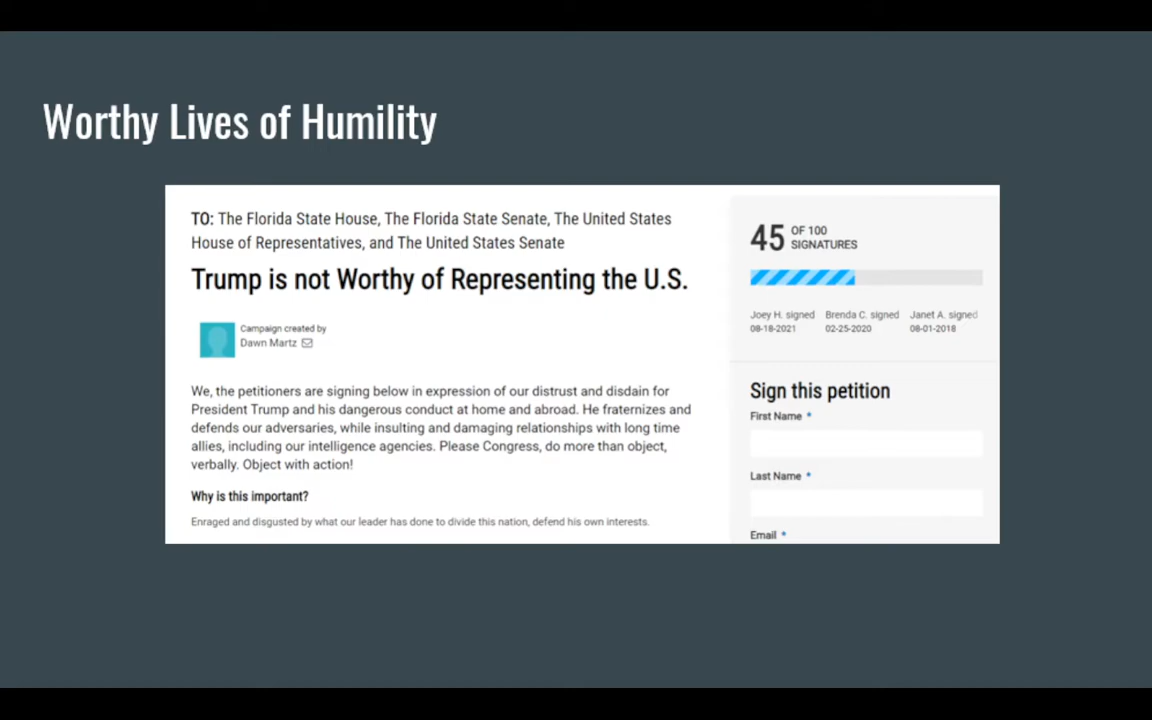 Worthy Lives of Humility
TO: The Florida State House, The Florida State Senate, The United States
House of Representatives, and The United States Senate
Trump is not Worthy of Representing the U.S.
Campaign created by
Dawn Martz
We, the petitioners are signing below in expression of our distrust and disdain for
President Trump and his dangerous conduct at home and abroad. He fraternizes and
defends our adversaries, while insulting and damaging relationships with long time
allies, including our intelligence agencies. Please Congress, do more than object,
verbally. Object with action!
Why is this important?
Enraged and disgusted by what our leader has done to divide this nation, defend his own interests.
45 OF 100
SIGNATURES
Joey H. signed Brenda C. signed Janet A. signed
08-18-2021 02-25-2020 08-01-2018
Sign this petition
First Name *
Last Name *
Email *